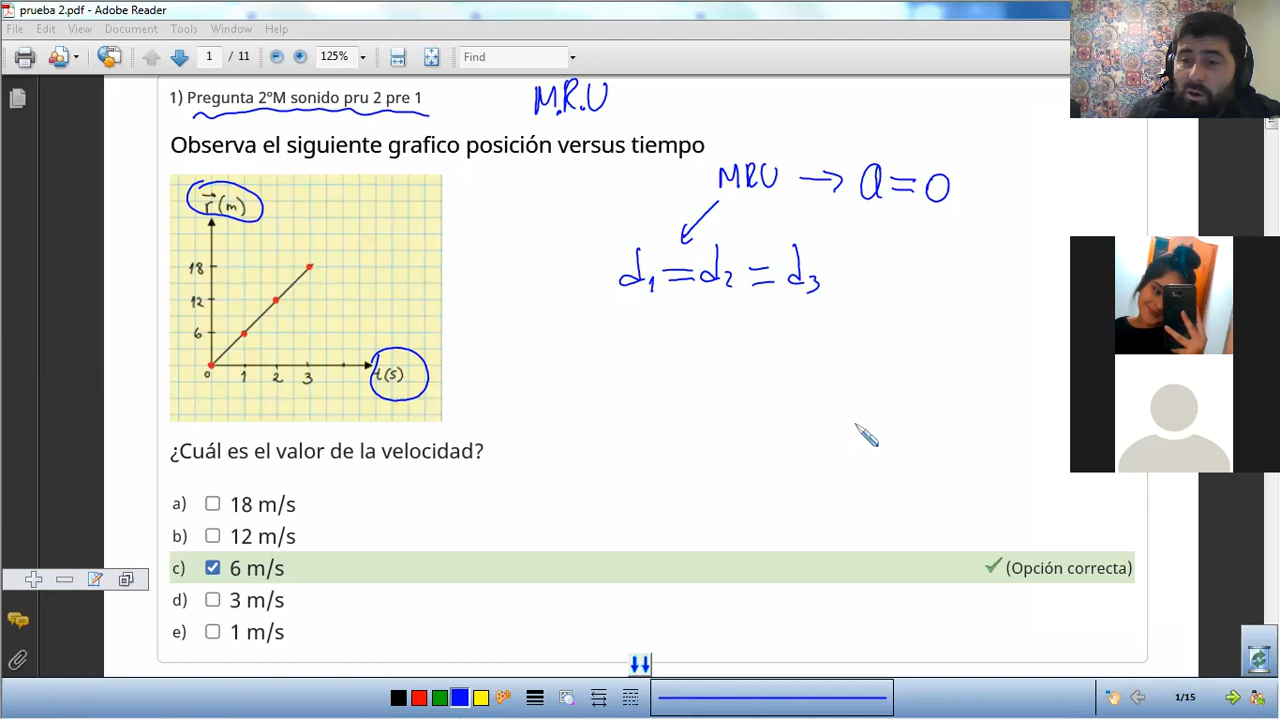 prueba 2.pdf - Adobe Reader
File Edit View Document Tools Window Help
1 / 11 125% Find
1) Pregunta 2°M sonido pru 2 pre 1
M.R.U
Observa el siguiente grafico posición versus tiempo
MRU → a = 0
d1 = d2 = d3
r (m)
18
12
6
0 1 2 3 t(s)
¿Cuál es el valor de la velocidad?
a) 18 m/s
b) 12 m/s
c) 6 m/s (Opción correcta)
d) 3 m/s
e) 1 m/s
1/15